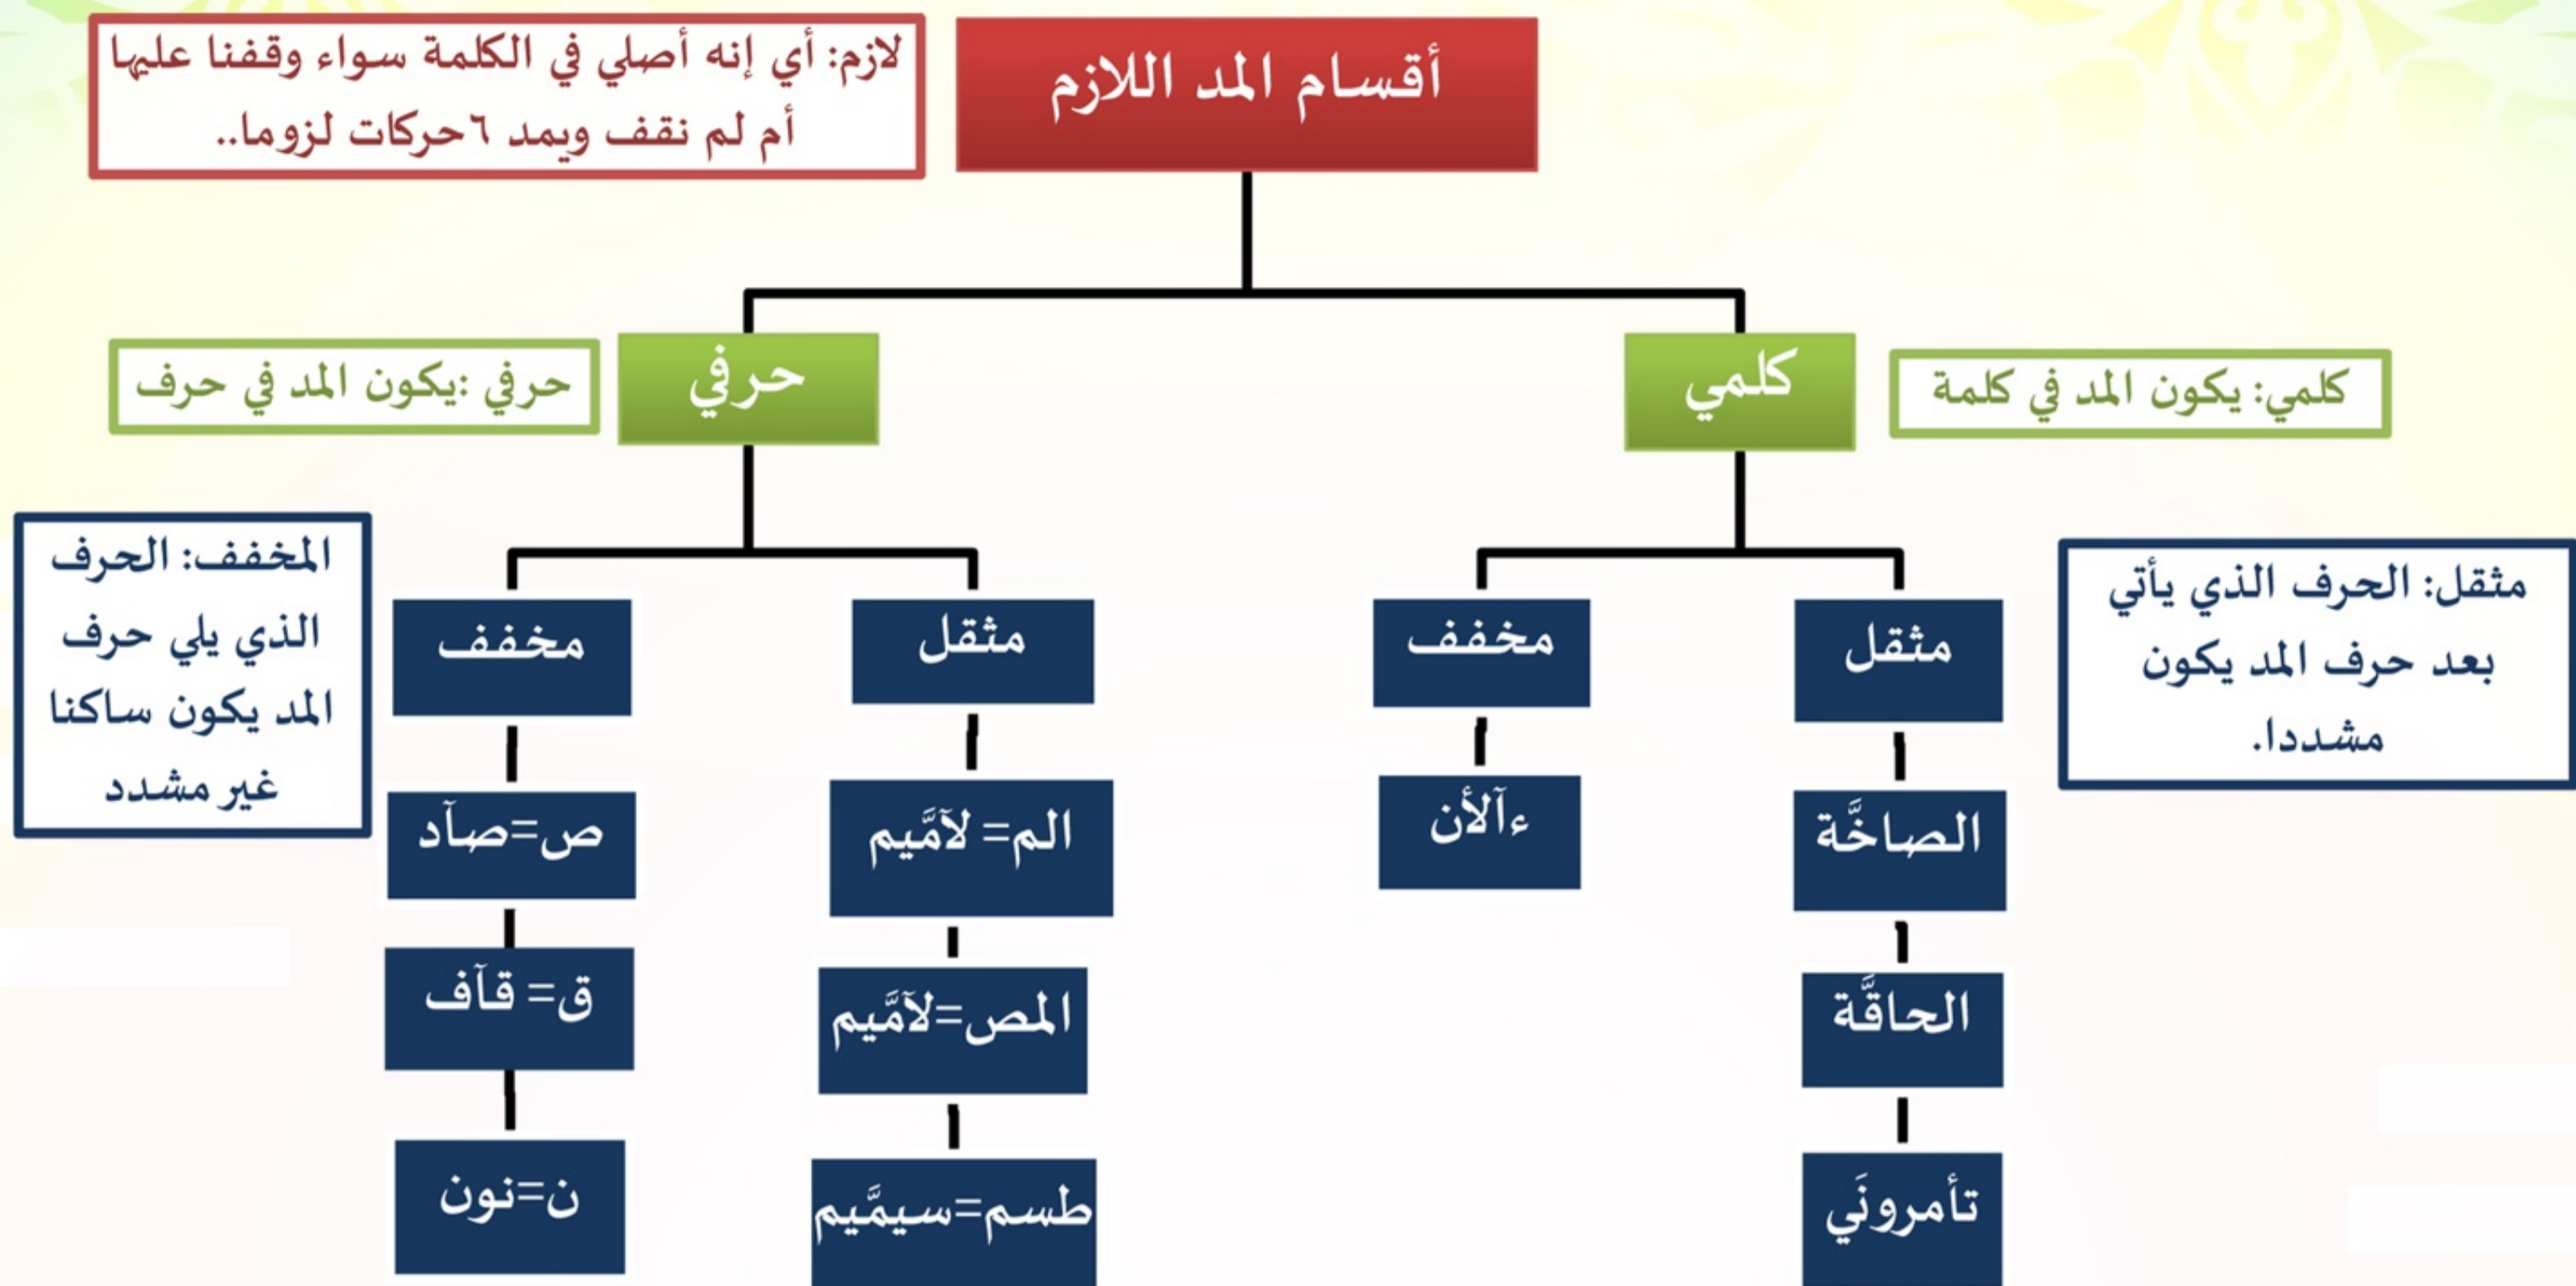 أقسام المد اللازم
لازم: أي إنه أصلي في الكلمة سواء وقفنا عليها
أم لم نقف ويمد ٦حركات لزوما..
كلمي: يكون المد في كلمة
كلمي
حرفي
حرفي :يكون المد في حرف
مثقل: الحرف الذي يأتي
بعد حرف المد يكون
مشددا.
مثقل
الصاخَّة
الحاقَّة
تأمرونَي
مخفف
ءآلأن
مثقل
الم= لآمَّيم
المص=لآمَّيم
طسم=سيمَّيم
مخفف
ص=صآد
ق= قآف
ن=نون
المخفف: الحرف
الذي يلي حرف
المد يكون ساكنا
غير مشدد